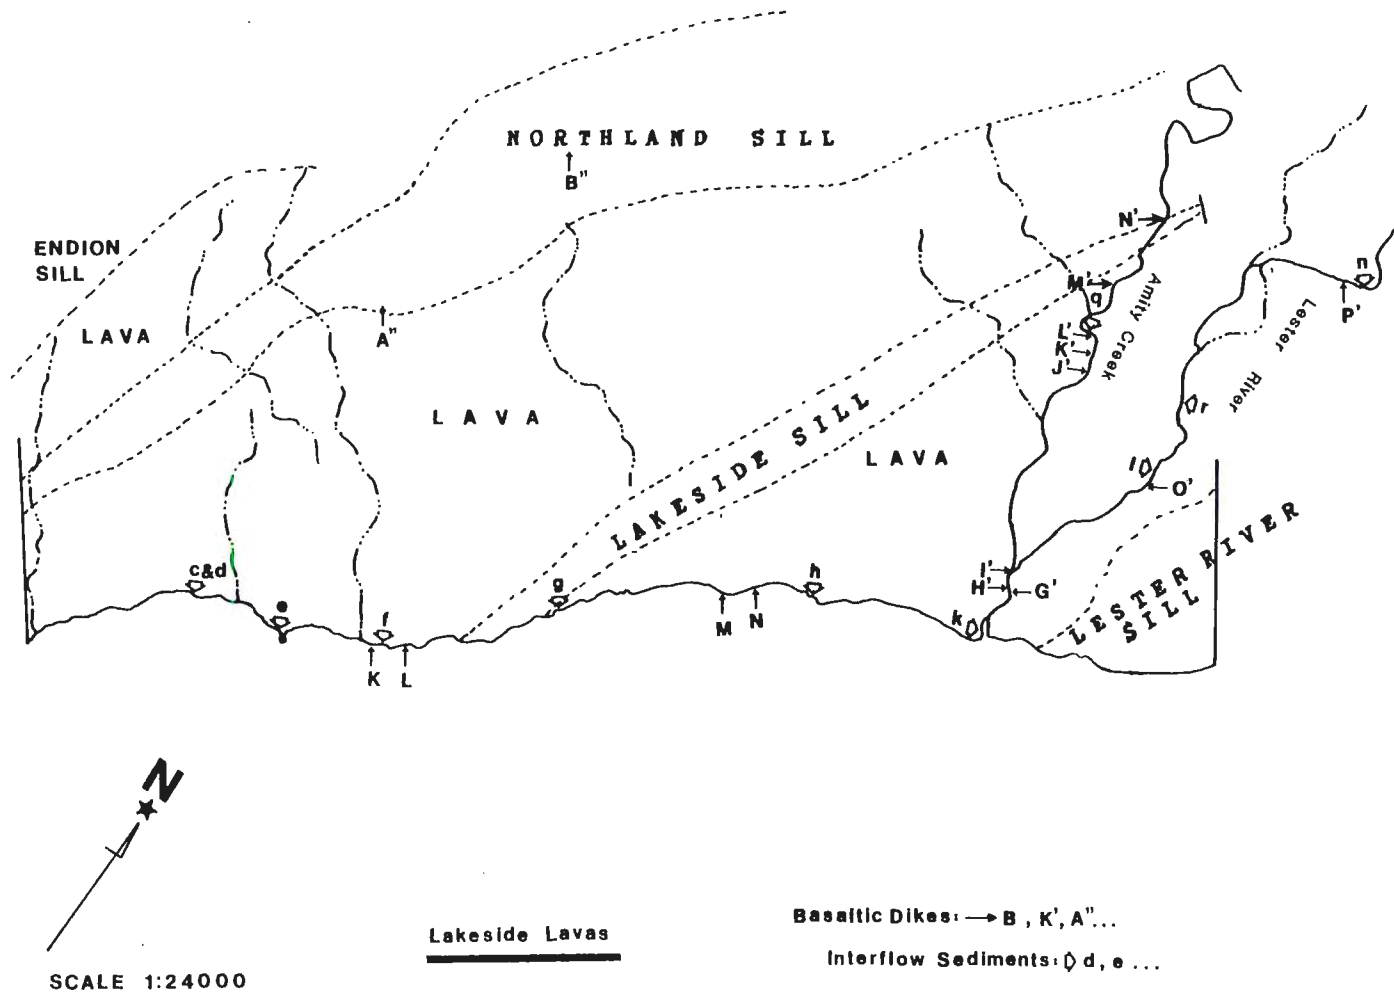 NORTHLAND SILL
B"
ENDION
SILL
LAVA
A"
N'
M'
q
L'
K'
J'
Amity Creek
n
P'
Lester River
r
l
O'
LAVA
LAKESIDE SILL
LAVA
LESTER RIVER
SILL
c&d
e
f
g
h
k
I'
H'
G'
K
L
M
N
N
SCALE 1:24000
Lakeside Lavas
Basaltic Dikes: → B, K', A"...
Interflow Sediments: d, e ...